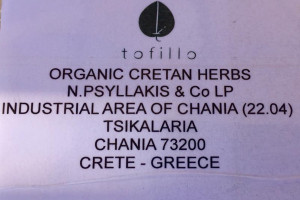 tofillo
ORGANIC CRETAN HERBS
N.PSYLLAKIS & Co LP
INDUSTRIAL AREA OF CHANIA (22.04)
TSIKALARIA
CHANIA 73200
CRETE - GREECE